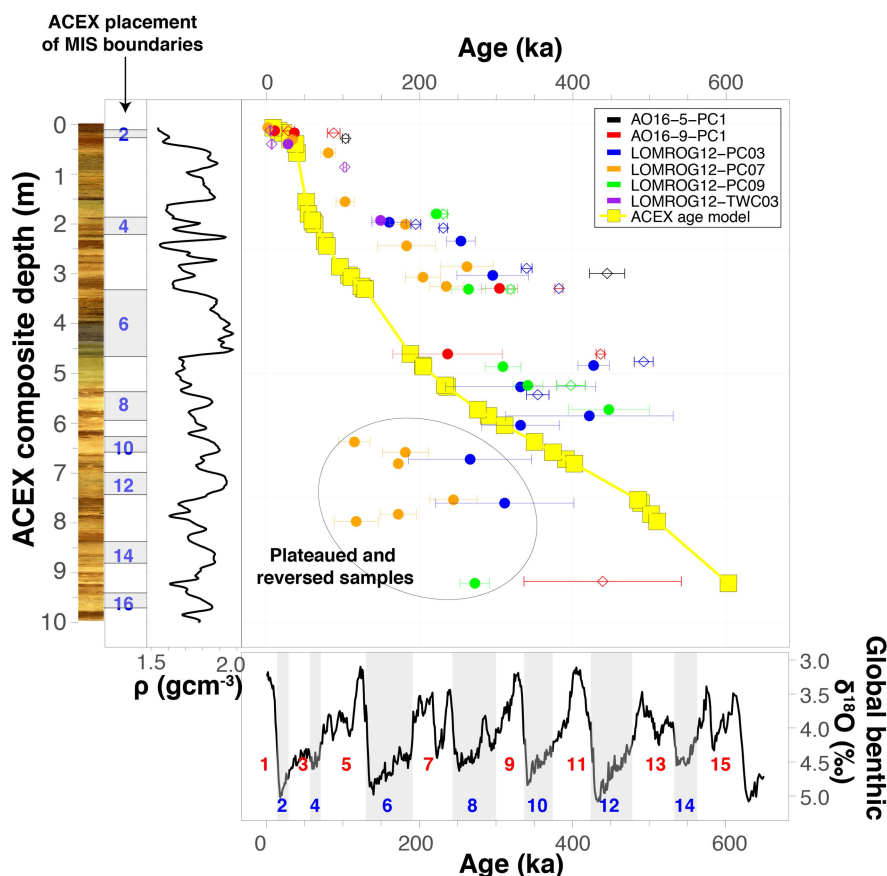 ACEX placement
of MIS boundaries
Age (ka)
0 200 400 600
ACEX composite depth (m)
0
1
2
3
4
5
6
7
8
9
10
2
4
6
8
10
12
14
16
AO16-5-PC1
AO16-9-PC1
LOMROG12-PC03
LOMROG12-PC07
LOMROG12-PC09
LOMROG12-TWC03
ACEX age model
Plateaued and
reversed samples
1.5 2.0
ρ (gcm-3)
Global benthic
δ18O (‰)
3.0
3.5
4.0
4.5
5.0
1 3 5 7 9 11 13 15
2 4 6 8 10 12 14
0 200 400 600
Age (ka)